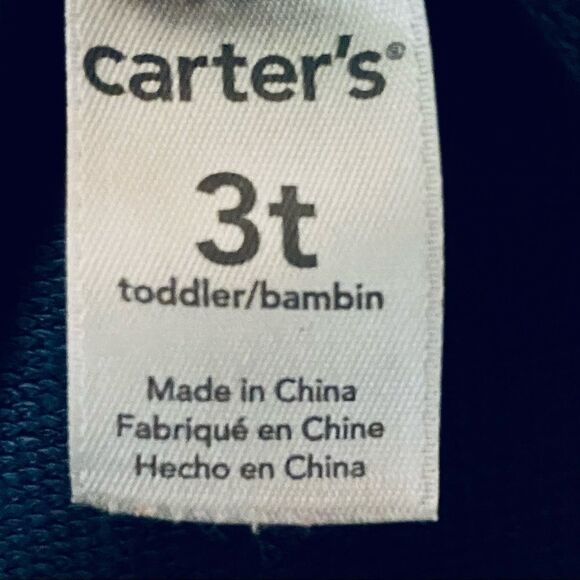 carter's®
3t
toddler/bambin
Made in China
Fabriqué en Chine
Hecho en China